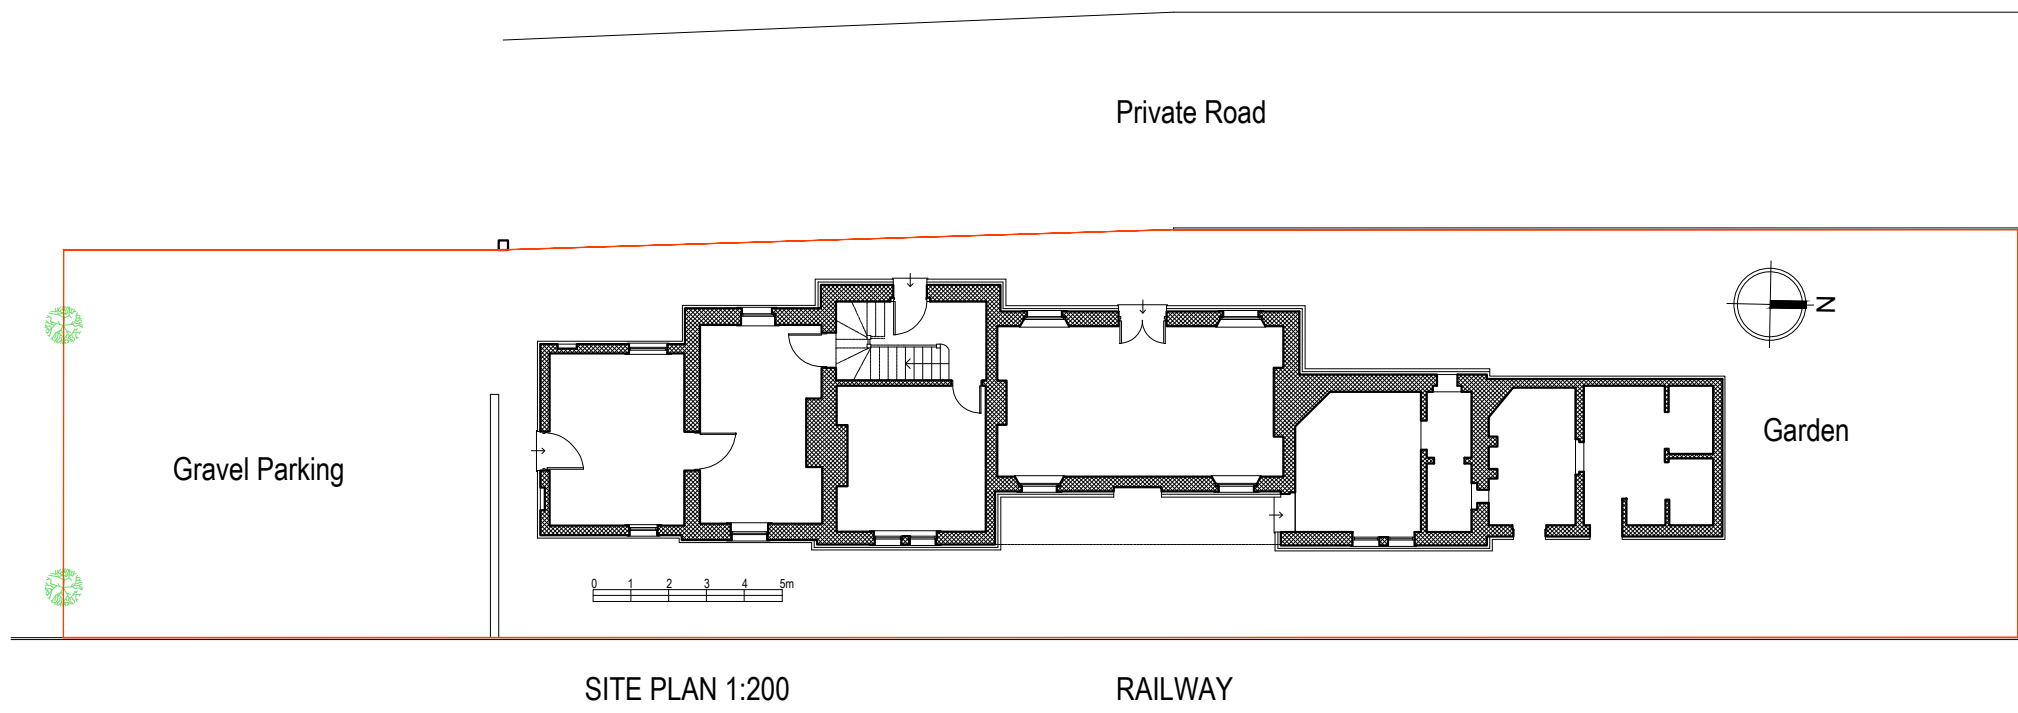 Private Road
N
Garden
Gravel Parking
0 1 2 3 4 5m
SITE PLAN 1:200
RAILWAY